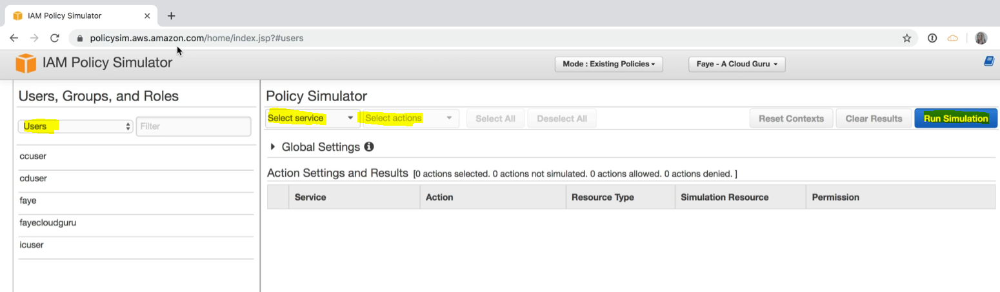 IAM Policy Simulator
policysim.aws.amazon.com/home/index.jsp?#users
IAM Policy Simulator
Mode : Existing Policies
Faye - A Cloud Guru
Users, Groups, and Roles
Users
Filter
ccuser
cduser
faye
fayecloudguru
icuser
Policy Simulator
Select service
Select actions
Select All
Deselect All
Reset Contexts
Clear Results
Run Simulation
Global Settings
Action Settings and Results [0 actions selected. 0 actions not simulated. 0 actions allowed. 0 actions denied. ]
Service Action Resource Type Simulation Resource Permission